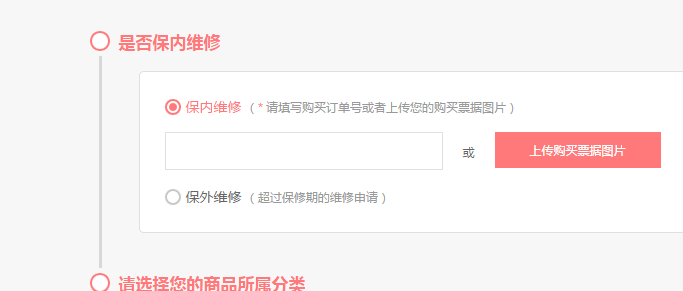 是否保内维修
保内维修 ( * 请填写购买订单号或者上传您的购买票据图片 )
或 上传购买票据图片
保外维修 ( 超过保修期的维修申请 )
请选择您的商品所属分类